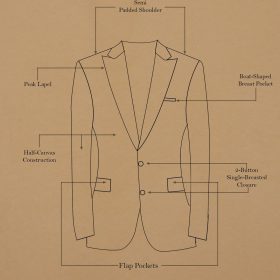 Semi
Padded Shoulder
Peak Lapel
Boat-Shaped
Breast Pocket
Half-Canvas
Construction
2-Button
Single-Breasted
Closure
Flap Pockets